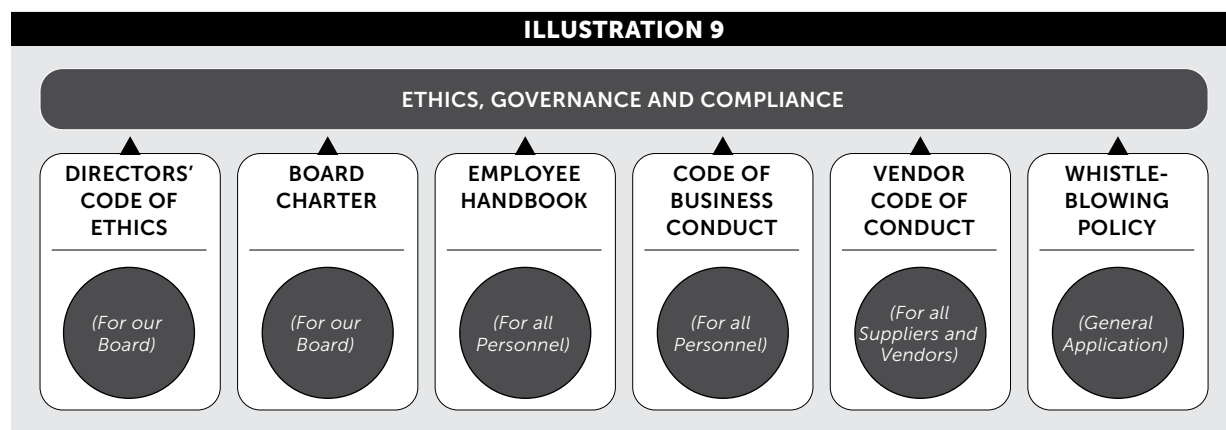 ILLUSTRATION 9
ETHICS, GOVERNANCE AND COMPLIANCE
DIRECTORS'
CODE OF
ETHICS
(For our
Board)
BOARD
CHARTER
(For our
Board)
EMPLOYEE
HANDBOOK
(For all
Personnel)
CODE OF
BUSINESS
CONDUCT
(For all
Personnel)
VENDOR
CODE OF
CONDUCT
(For all
Suppliers and
Vendors)
WHISTLE-
BLOWING
POLICY
(General
Application)